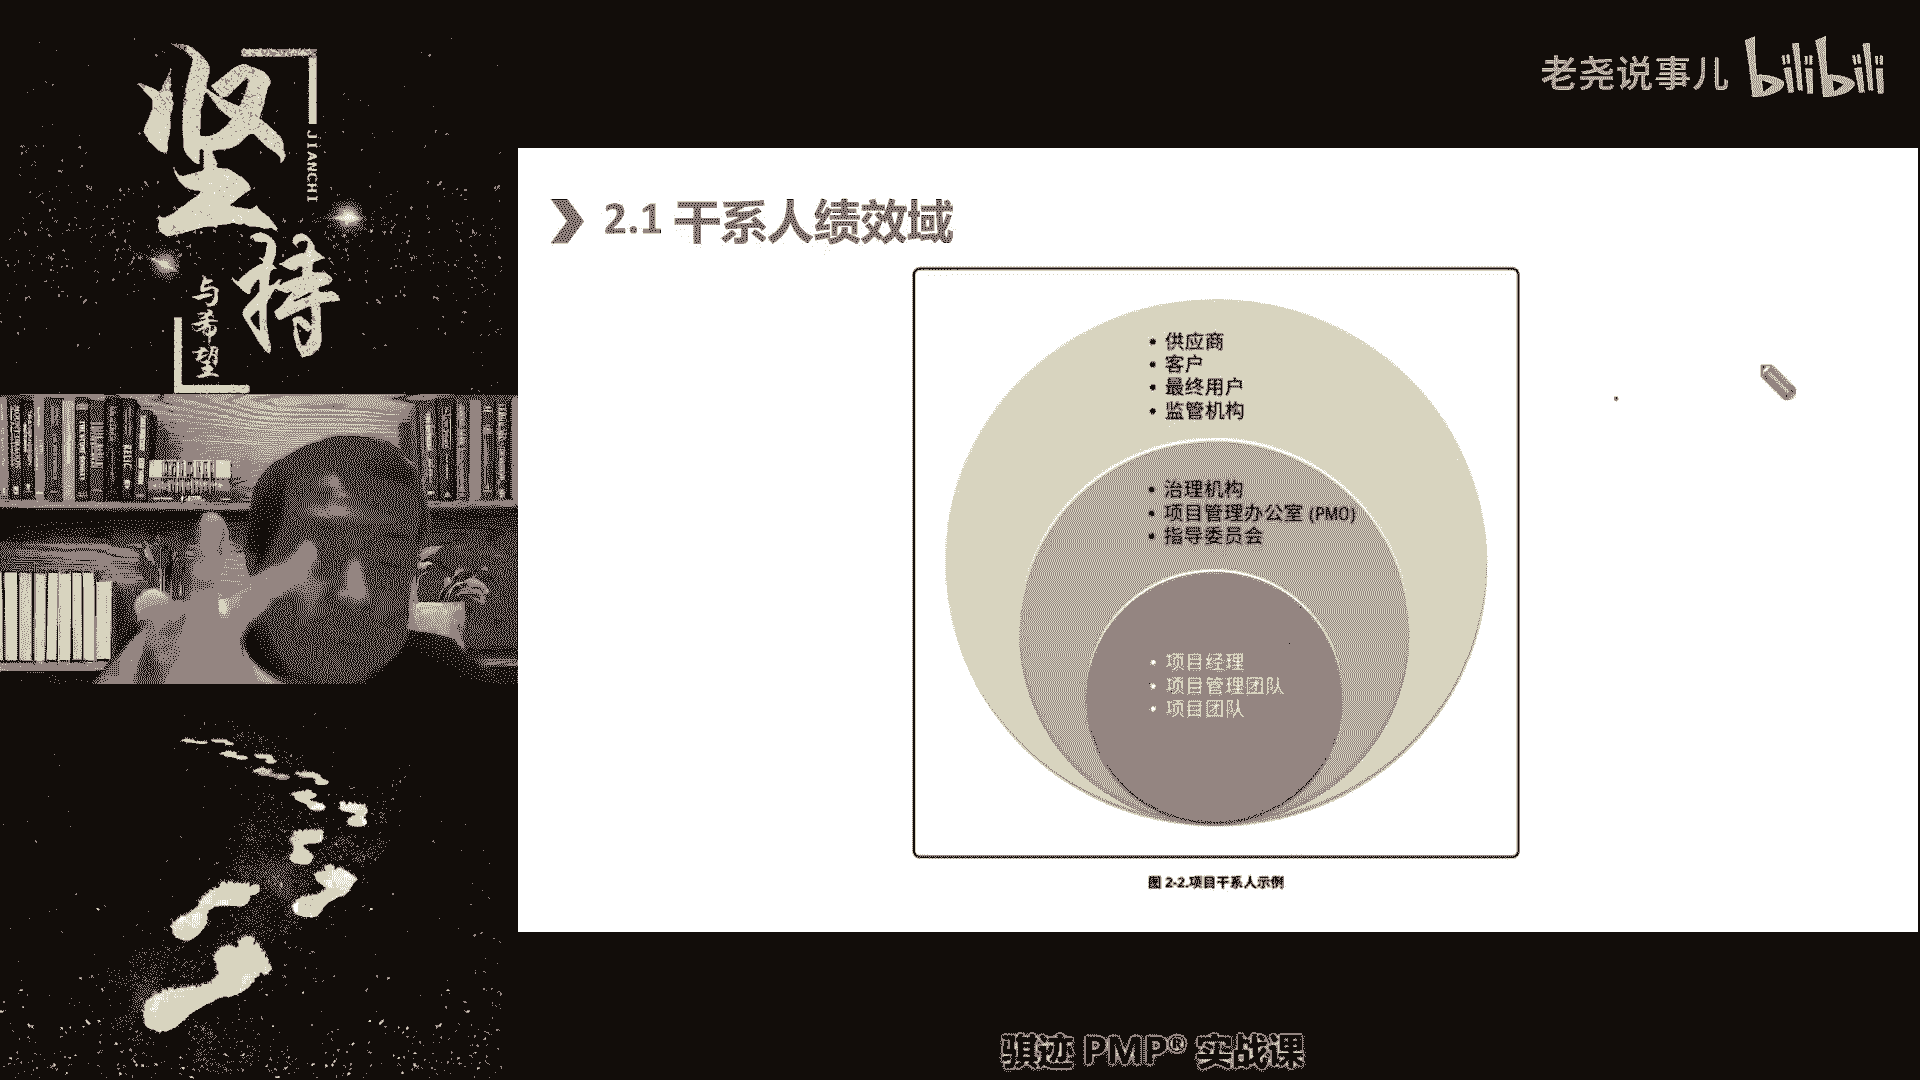 坚持
JIANCHI
与希望
老尧说事儿 bilibili
2.1 干系人绩效域
• 供应商
• 客户
• 最终用户
• 监管机构
• 治理机构
• 项目管理办公室 (PMO)
• 指导委员会
• 项目经理
• 项目管理团队
• 项目团队
图 2-2.项目干系人示例
骐迹 PMP® 实战课